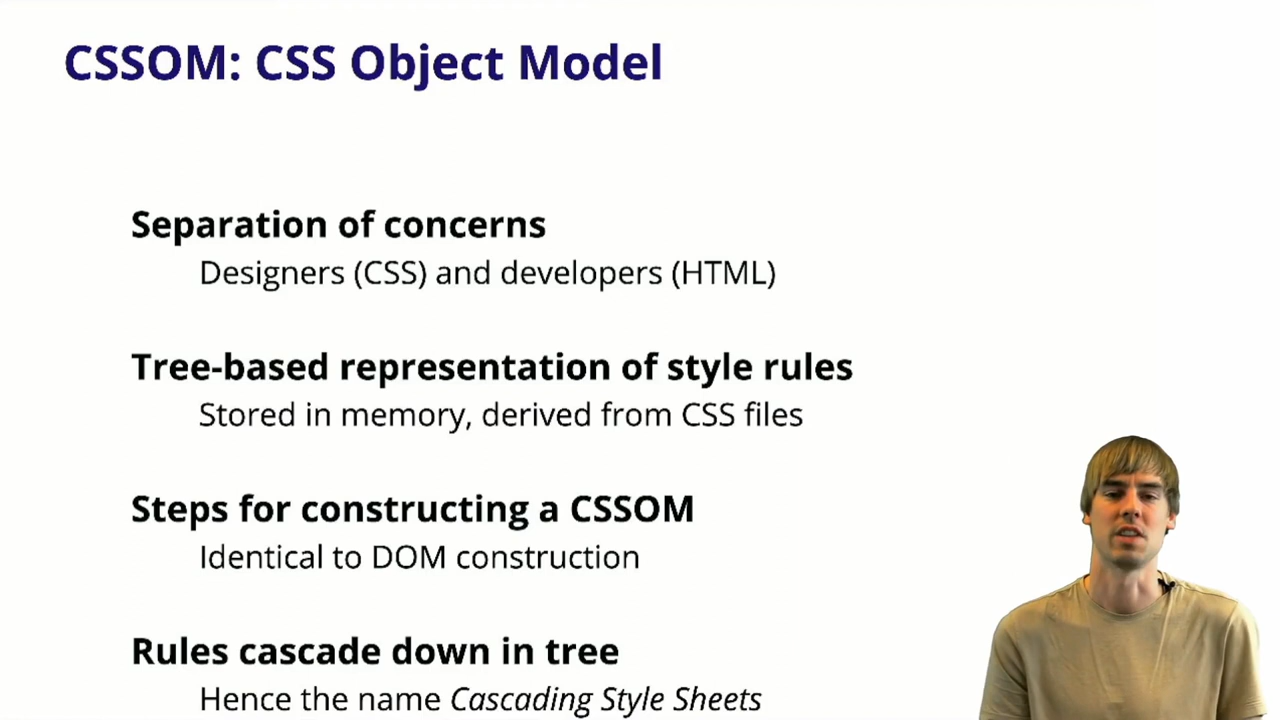 CSSOM: CSS Object Model
Separation of concerns
Designers (CSS) and developers (HTML)
Tree-based representation of style rules
Stored in memory, derived from CSS files
Steps for constructing a CSSOM
Identical to DOM construction
Rules cascade down in tree
Hence the name Cascading Style Sheets